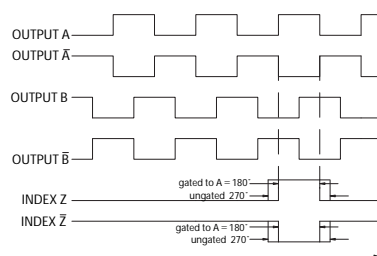 OUTPUT A
OUTPUT A̅
OUTPUT B
OUTPUT B̅
gated to A = 180°
ungated 270°
INDEX Z
INDEX Z̅
gated to A = 180°
ungated 270°